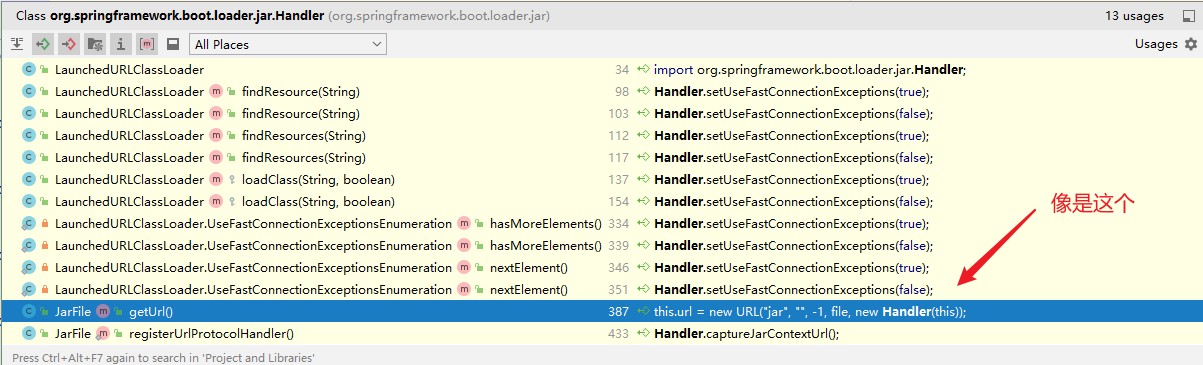 Class org.springframework.boot.loader.jar.Handler (org.springframework.boot.loader.jar) 13 usages
All Places Usages
LaunchedURLClassLoader 34 import org.springframework.boot.loader.jar.Handler;
LaunchedURLClassLoader findResource(String) 98 Handler.setUseFastConnectionExceptions(true);
LaunchedURLClassLoader findResource(String) 103 Handler.setUseFastConnectionExceptions(false);
LaunchedURLClassLoader findResources(String) 112 Handler.setUseFastConnectionExceptions(true);
LaunchedURLClassLoader findResources(String) 117 Handler.setUseFastConnectionExceptions(false);
LaunchedURLClassLoader loadClass(String, boolean) 137 Handler.setUseFastConnectionExceptions(true);
LaunchedURLClassLoader loadClass(String, boolean) 154 Handler.setUseFastConnectionExceptions(false);
像是这个
LaunchedURLClassLoader.UseFastConnectionExceptionsEnumeration hasMoreElements() 334 Handler.setUseFastConnectionExceptions(true);
LaunchedURLClassLoader.UseFastConnectionExceptionsEnumeration hasMoreElements() 339 Handler.setUseFastConnectionExceptions(false);
LaunchedURLClassLoader.UseFastConnectionExceptionsEnumeration nextElement() 346 Handler.setUseFastConnectionExceptions(true);
LaunchedURLClassLoader.UseFastConnectionExceptionsEnumeration nextElement() 351 Handler.setUseFastConnectionExceptions(false);
JarFile getUrl() 387 this.url = new URL("jar", "", -1, file, new Handler(this));
JarFile registerUrlProtocolHandler() 433 Handler.captureJarContextUrl();
Press Ctrl+Alt+F7 again to search in 'Project and Libraries'